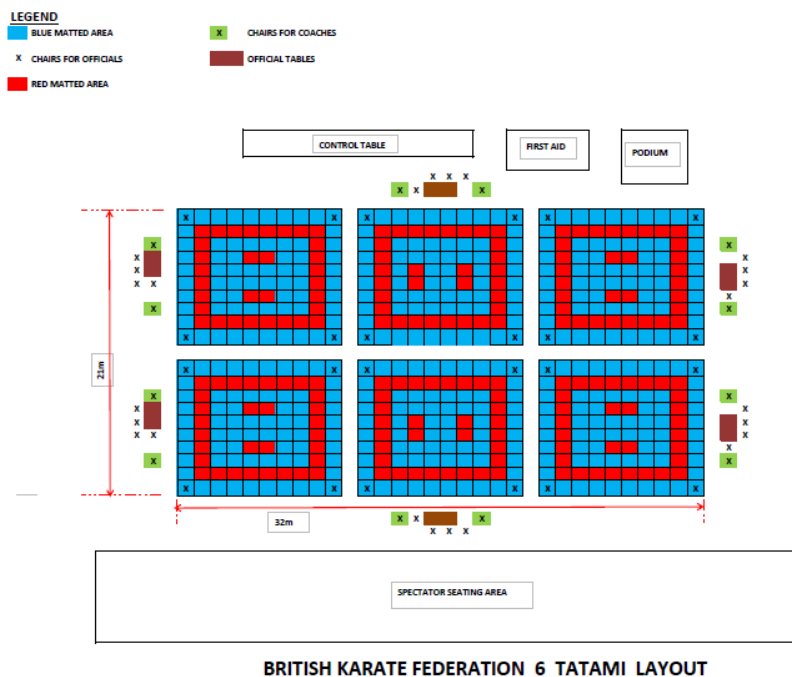 LEGEND
BLUE MATTED AREA
x CHAIRS FOR COACHES
x CHAIRS FOR OFFICIALS
OFFICIAL TABLES
RED MATTED AREA
CONTROL TABLE
FIRST AID
PODIUM
x x x
x x x
x x x x x x
x x
x x
x x
x x x
x x
x x
x x x x x x
x x x x x x
x x
x x
x x
x x x
x x
x x
x x x x x x
21m
32m
x x x
x x x
SPECTATOR SEATING AREA
BRITISH KARATE FEDERATION 6 TATAMI LAYOUT